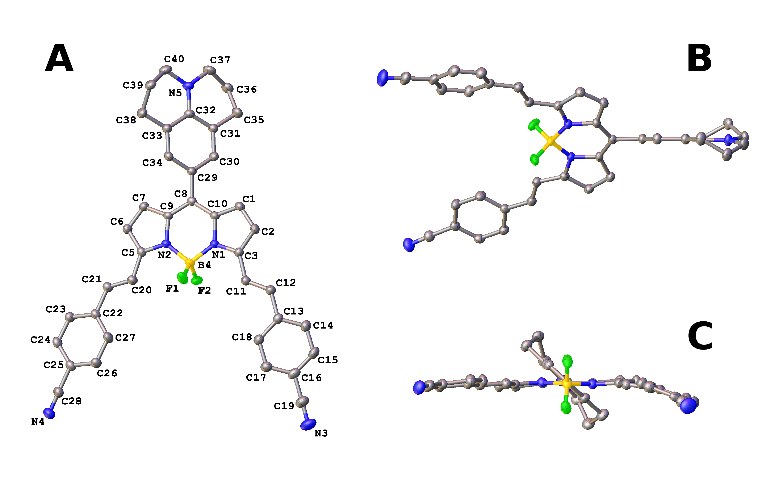 A
B
C40 C37
C39 N5 C36
C32
C38 C35
C33 C31
C34 C30
C29
C8
C7 C9 C10 C1
C6 C2
C5 N2 N1 C3
B4
C21 C20 F1 F2 C11 C12
C23 C22 C13
C18 C14
C24 C27
C25 C26 C17 C16 C15
C28 C19
N4 N3
C